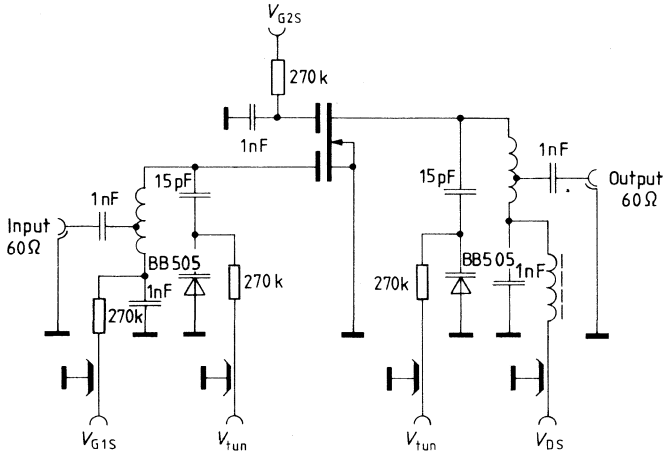 V_G2S
270k
1nF
1nF
15pF
15pF
1nF
Input
60Ω
Output
60Ω
BB505
BB505
1nF
270k
270k
270k
1nF
V_G1S
V_tun
V_tun
V_DS